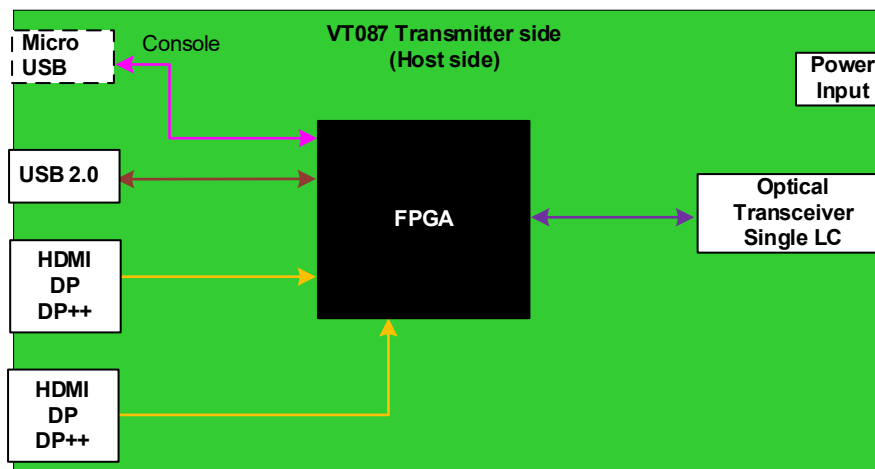 VT087 Transmitter side
(Host side)
Micro
USB
Console
Power
Input
USB 2.0
FPGA
Optical
Transceiver
Single LC
HDMI
DP
DP++
HDMI
DP
DP++